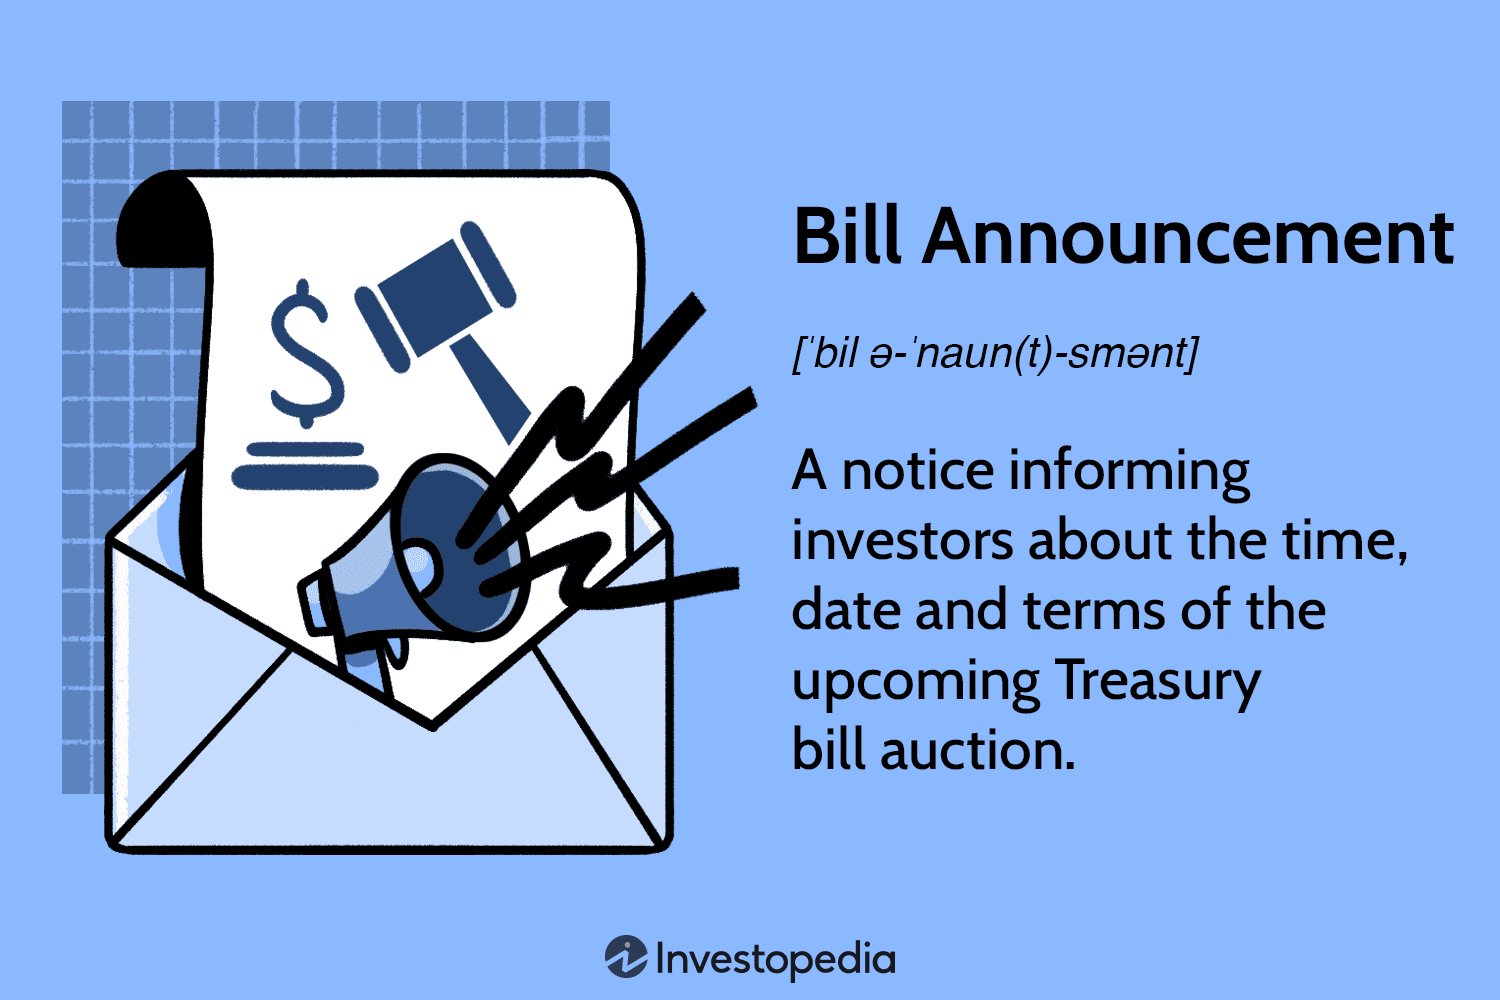 $
Bill Announcement
[ˈbil ə-ˈnaun(t)-smənt]
A notice informing
investors about the time,
date and terms of the
upcoming Treasury
bill auction.
Investopedia